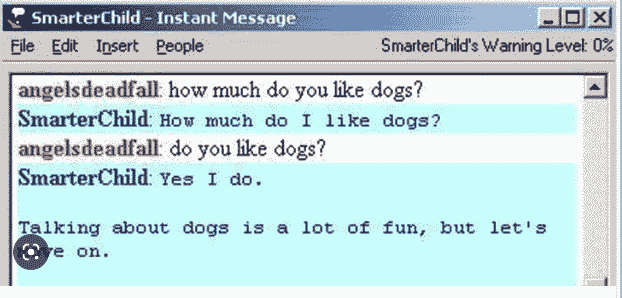 SmarterChild - Instant Message
File Edit Insert People SmarterChild's Warning Level: 0%
angelsdeadfall: how much do you like dogs?
SmarterChild: How much do I like dogs?
angelsdeadfall: do you like dogs?
SmarterChild: Yes I do.
Talking about dogs is a lot of fun, but let's
on.